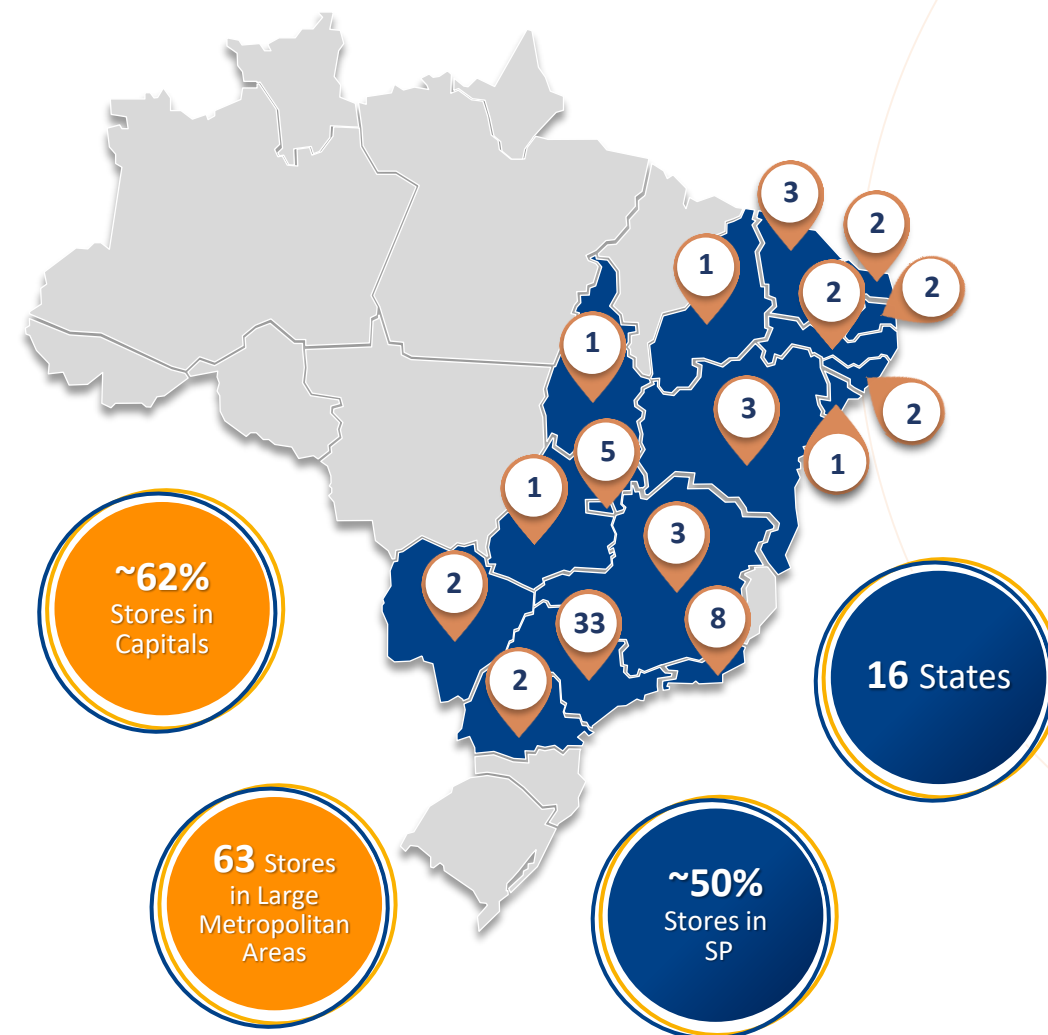 3
2
1
2
2
1
3
2
5
1
1
3
2
33
8
2
~62%
Stores in
Capitals
16 States
63 Stores
in Large
Metropolitan
Areas
~50%
Stores in
SP